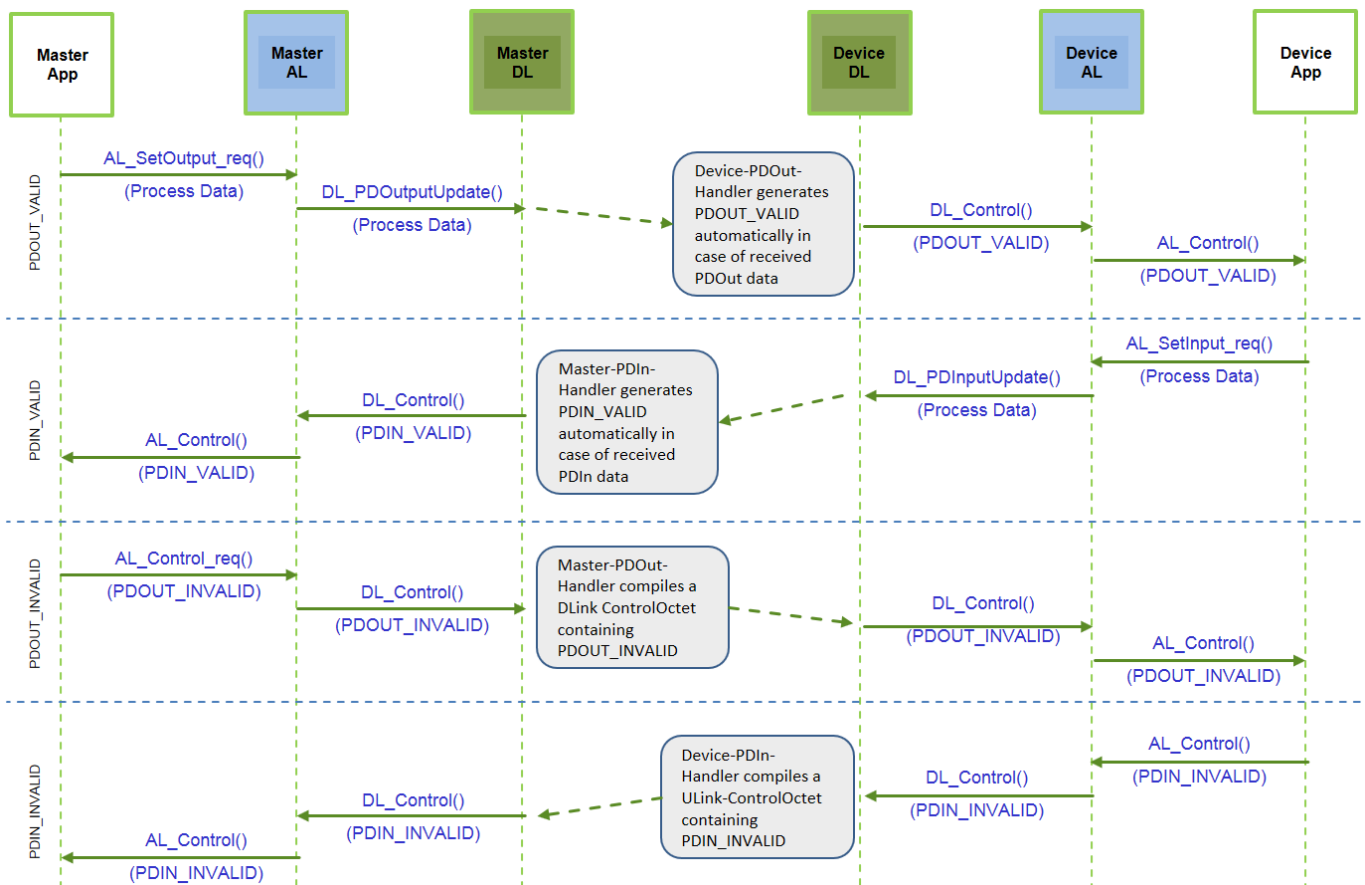 Master
App
Master
AL
Master
DL
Device
DL
Device
AL
Device
App
PDOUT_VALID
AL_SetOutput_req()
(Process Data)
DL_PDOutputUpdate()
(Process Data)
Device-PDOut-
Handler generates
PDOUT_VALID
automatically in
case of received
PDOut data
DL_Control()
(PDOUT_VALID)
AL_Control()
(PDOUT_VALID)
PDIN_VALID
AL_SetInput_req()
(Process Data)
DL_PDInputUpdate()
(Process Data)
Master-PDIn-
Handler generates
PDIN_VALID
automatically in
case of received
PDIn data
DL_Control()
(PDIN_VALID)
AL_Control()
(PDIN_VALID)
PDOUT_INVALID
AL_Control_req()
(PDOUT_INVALID)
DL_Control()
(PDOUT_INVALID)
Master-PDOut-
Handler compiles a
DLink ControlOctet
containing
PDOUT_INVALID
DL_Control()
(PDOUT_INVALID)
AL_Control()
(PDOUT_INVALID)
PDIN_INVALID
AL_Control()
(PDIN_INVALID)
DL_Control()
(PDIN_INVALID)
Device-PDIn-
Handler compiles a
ULink-ControlOctet
containing
PDIN_INVALID
DL_Control()
(PDIN_INVALID)
AL_Control()
(PDIN_INVALID)